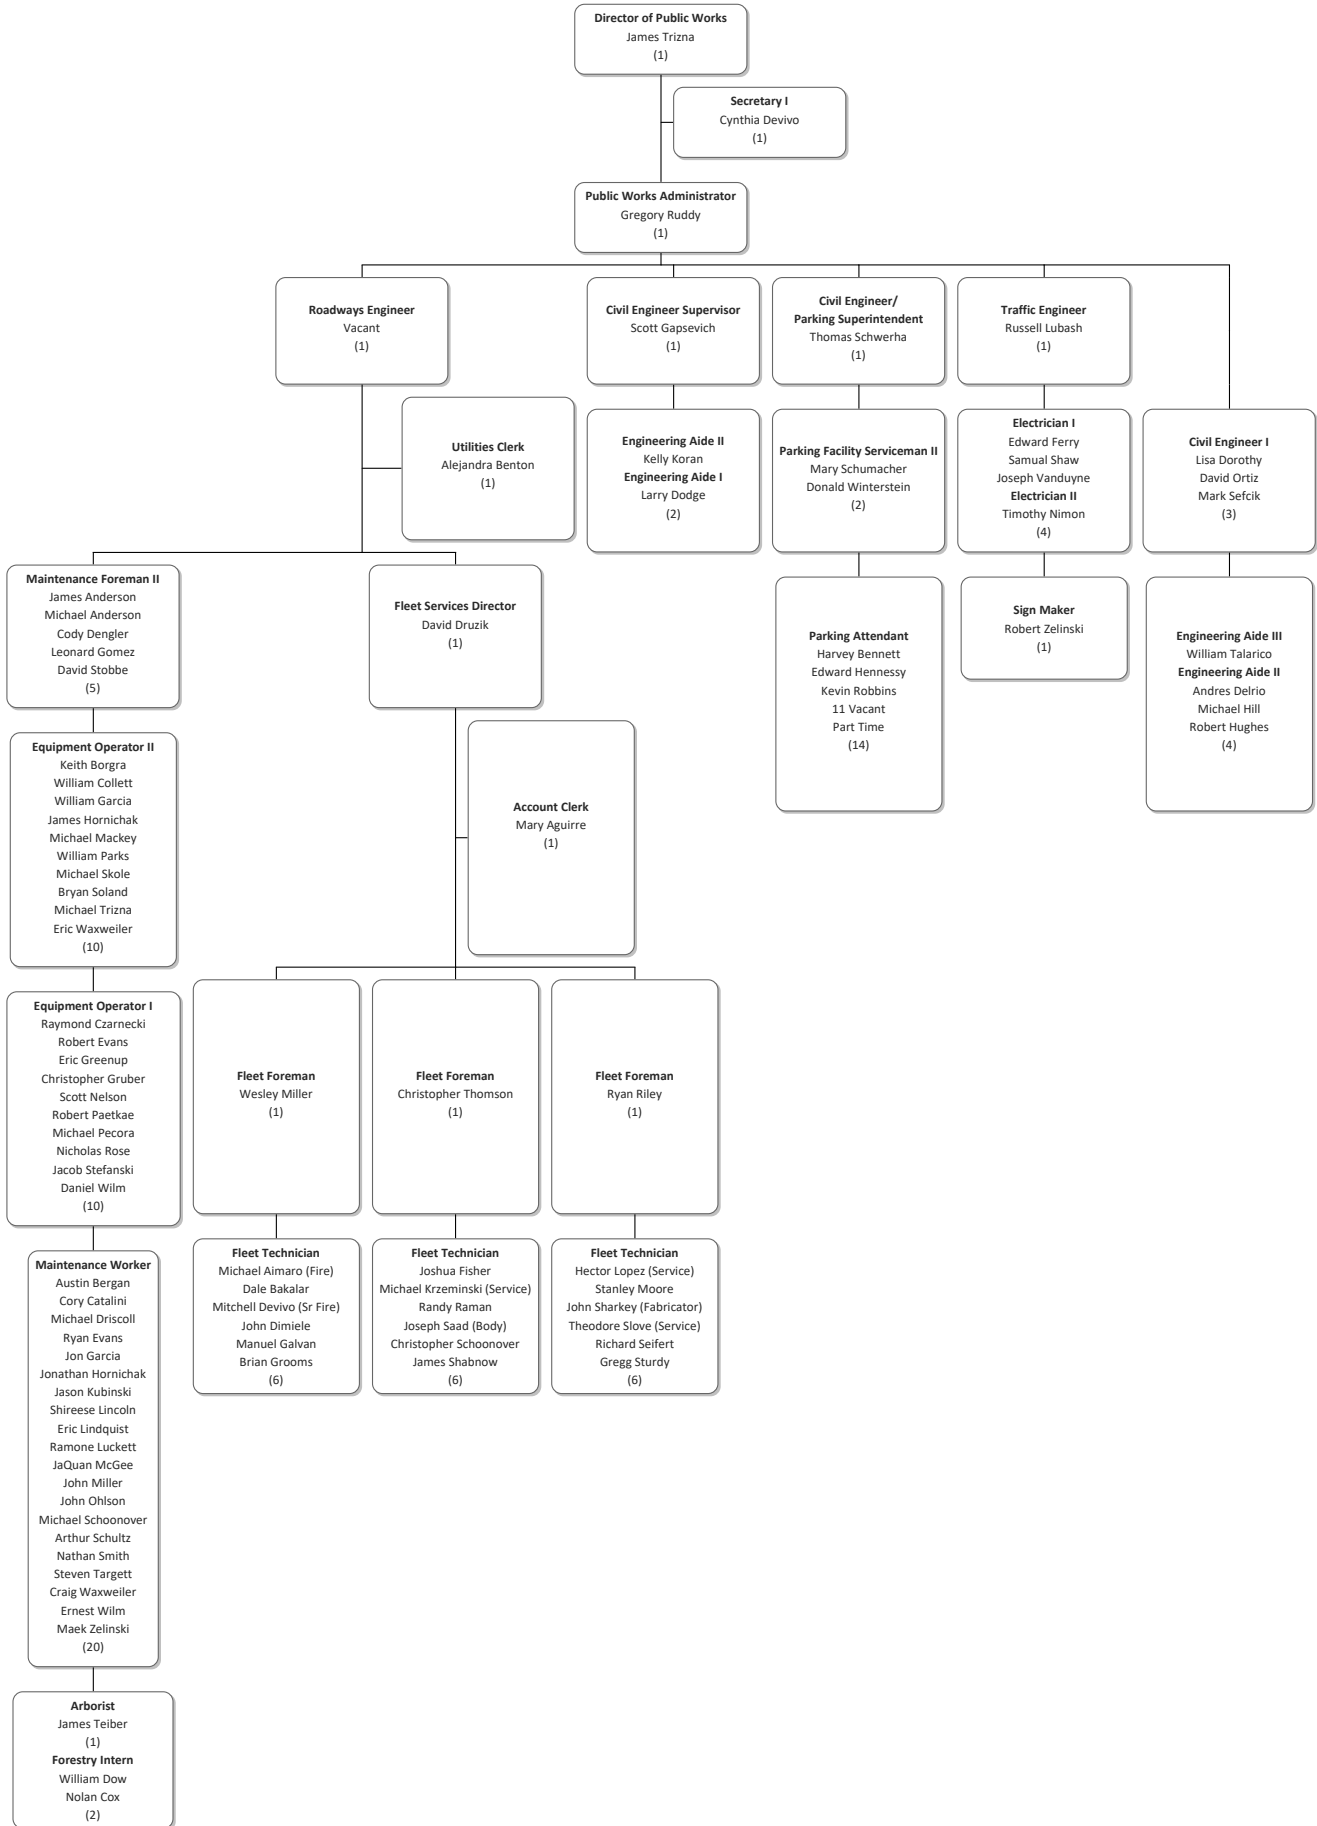 Director of Public Works
James Trizna
(1)
Secretary I
Cynthia Devivo
(1)
Public Works Administrator
Gregory Ruddy
(1)
Roadways Engineer
Vacant
(1)
Civil Engineer Supervisor
Scott Gapsevich
(1)
Civil Engineer/
Parking Superintendent
Thomas Schwerha
(1)
Traffic Engineer
Russell Lubash
(1)
Utilities Clerk
Alejandra Benton
(1)
Engineering Aide II
Kelly Koran
Engineering Aide I
Larry Dodge
(2)
Parking Facility Serviceman II
Mary Schumacher
Donald Winterstein
(2)
Electrician I
Edward Ferry
Samual Shaw
Joseph Vanduyne
Electrician II
Timothy Nimon
(4)
Civil Engineer I
Lisa Dorothy
David Ortiz
Mark Sefcik
(3)
Maintenance Foreman II
James Anderson
Michael Anderson
Cody Dengler
Leonard Gomez
David Stobbe
(5)
Fleet Services Director
David Druzik
(1)
Parking Attendant
Harvey Bennett
Edward Hennessy
Kevin Robbins
11 Vacant
Part Time
(14)
Sign Maker
Robert Zelinski
(1)
Engineering Aide III
William Talarico
Engineering Aide II
Andres Delrio
Michael Hill
Robert Hughes
(4)
Equipment Operator II
Keith Borgra
William Collett
William Garcia
James Hornichak
Michael Mackey
William Parks
Michael Skole
Bryan Soland
Michael Trizna
Eric Waxweiler
(10)
Account Clerk
Mary Aguirre
(1)
Equipment Operator I
Raymond Czarnecki
Robert Evans
Eric Greenup
Christopher Gruber
Scott Nelson
Robert Paetkae
Michael Pecora
Nicholas Rose
Jacob Stefanski
Daniel Wilm
(10)
Fleet Foreman
Wesley Miller
(1)
Fleet Foreman
Christopher Thomson
(1)
Fleet Foreman
Ryan Riley
(1)
Maintenance Worker
Austin Bergan
Cory Catalini
Michael Driscoll
Ryan Evans
Jon Garcia
Jonathan Hornichak
Jason Kubinski
Shireese Lincoln
Eric Lindquist
Ramone Luckett
JaQuan McGee
John Miller
John Ohlson
Michael Schoonover
Arthur Schultz
Nathan Smith
Steven Targett
Craig Waxweiler
Ernest Wilm
Maek Zelinski
(20)
Fleet Technician
Michael Aimaro (Fire)
Dale Bakalar
Mitchell Devivo (Sr Fire)
John Dimiele
Manuel Galvan
Brian Grooms
(6)
Fleet Technician
Joshua Fisher
Michael Krzeminski (Service)
Randy Raman
Joseph Saad (Body)
Christopher Schoonover
James Shabnow
(6)
Fleet Technician
Hector Lopez (Service)
Stanley Moore
John Sharkey (Fabricator)
Theodore Slove (Service)
Richard Seifert
Gregg Sturdy
(6)
Arborist
James Teiber
(1)
Forestry Intern
William Dow
Nolan Cox
(2)